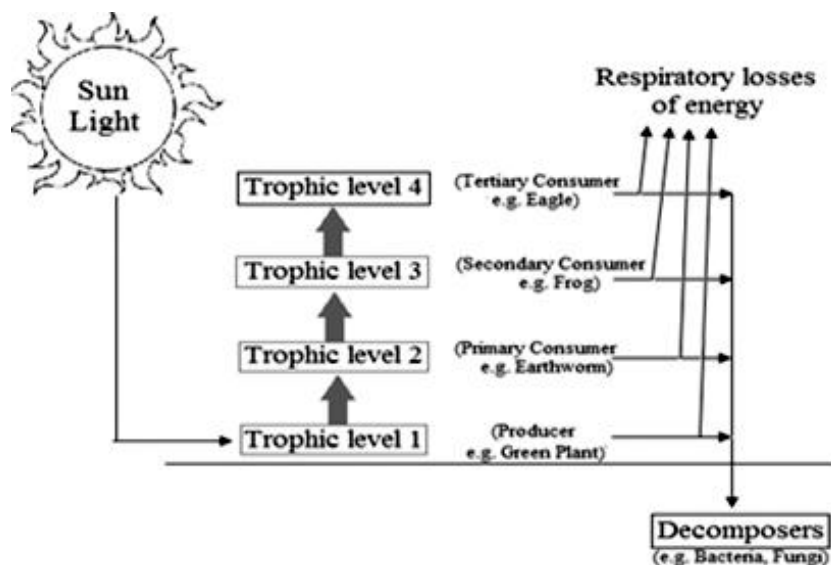 Sun
Light
Respiratory losses
of energy
Trophic level 4
(Tertiary Consumer
e.g. Eagle)
Trophic level 3
(Secondary Consumer
e.g. Frog)
Trophic level 2
(Primary Consumer
e.g. Earthworm)
Trophic level 1
(Producer
e.g. Green Plant)
Decomposers
(e.g. Bacteria, Fungi)